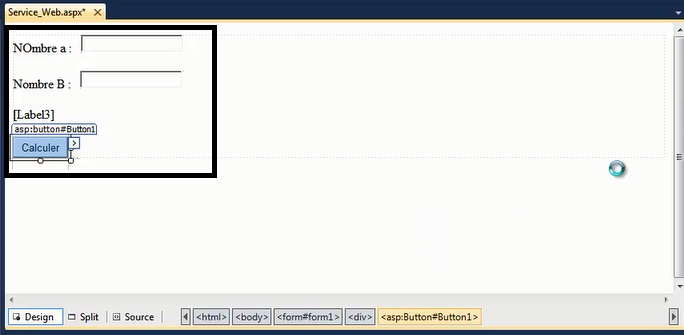 Service_Web.aspx*
NOmbre a :
Nombre B :
[Label3]
asp:button#Button1
Calculer
Design Split Source <html> <body> <form#form1> <div> <asp:Button#Button1>